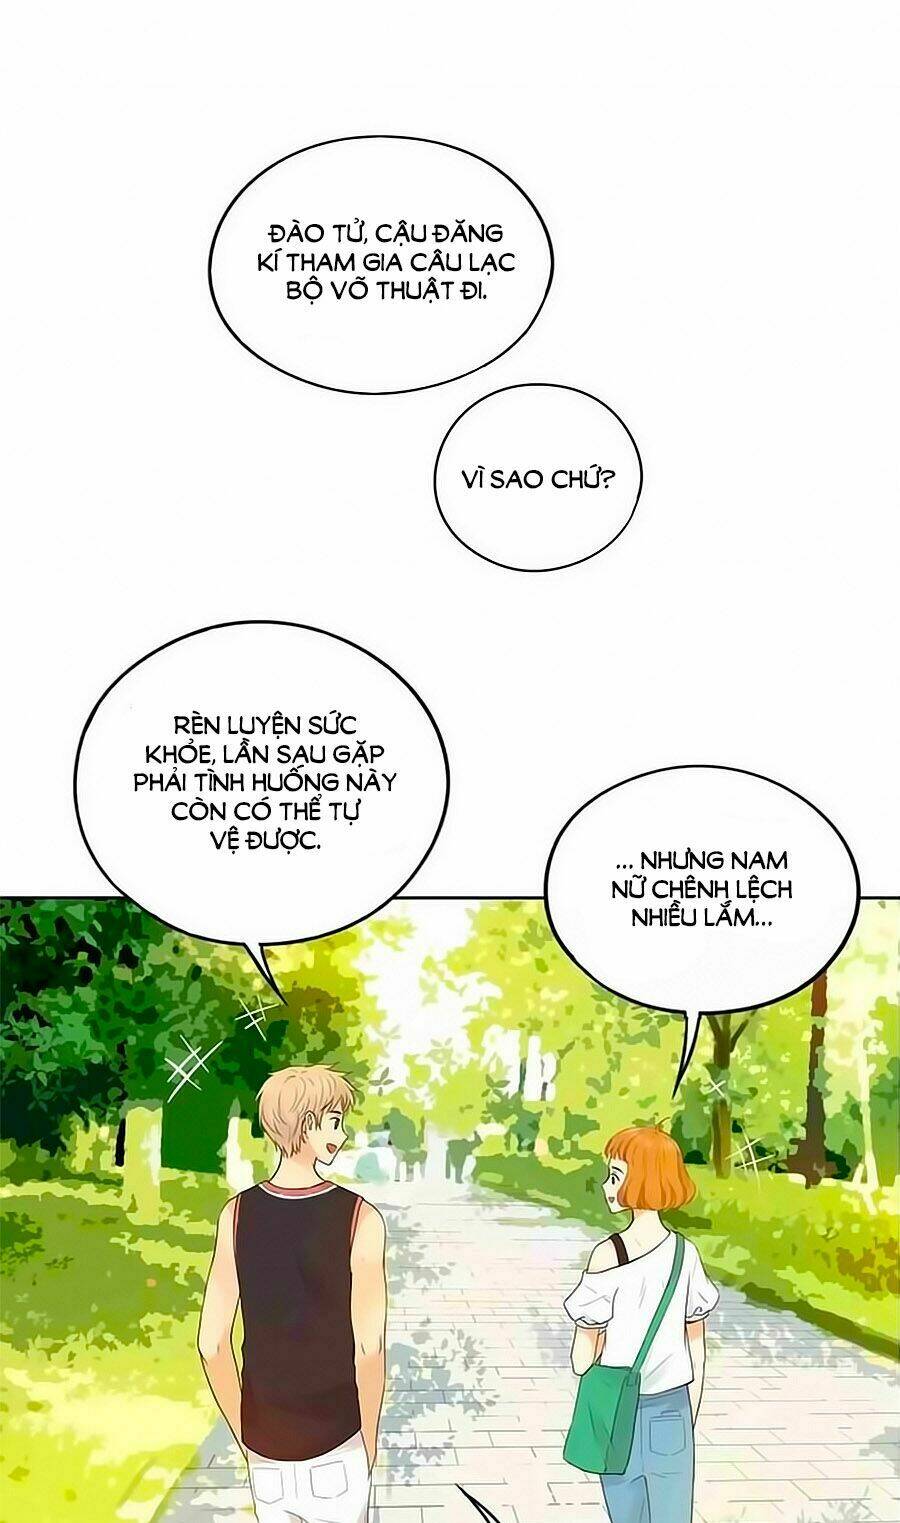 ĐÀO TỬ, CẬU ĐĂNG
KÍ THAM GIA CÂU LẠC
BỘ VÕ THUẬT ĐI.
VÌ SAO CHỨ?
RÈN LUYỆN SỨC
KHỎE, LẦN SAU GẶP
PHẢI TÌNH HUỐNG NÀY
CÒN CÓ THỂ TỰ
VỆ ĐƯỢC.
... NHƯNG NAM
NỮ CHÊNH LỆCH
NHIỀU LẮM...